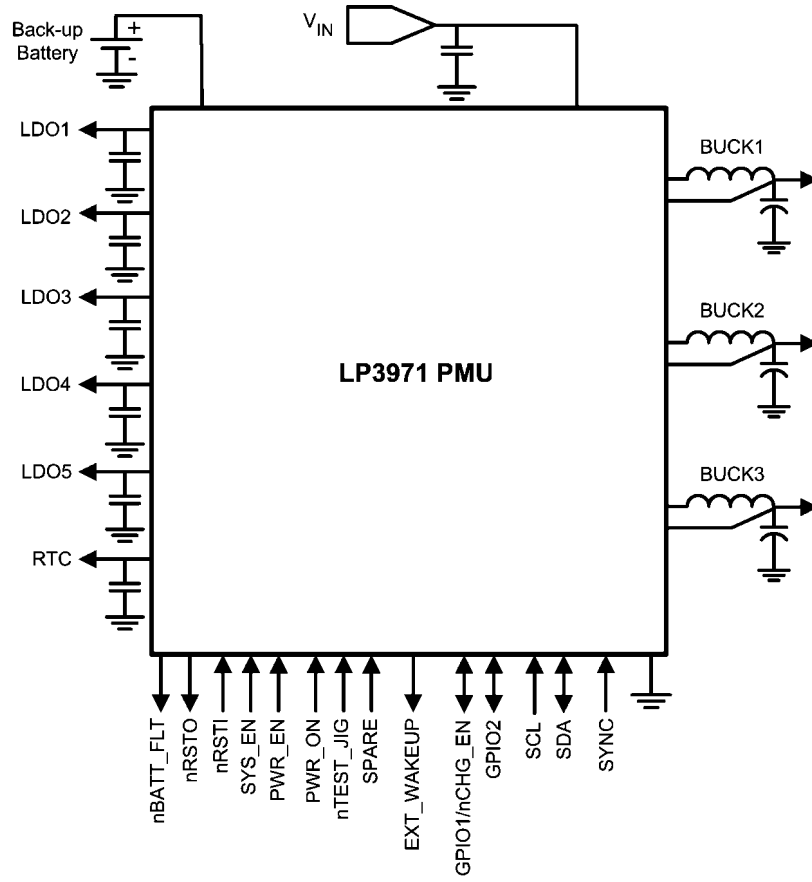 Back-up
Battery
+
-
VIN
LDO1
LDO2
LDO3
LDO4
LDO5
RTC
LP3971 PMU
BUCK1
BUCK2
BUCK3
nBATT_FLT
nRSTO
nRSTI
SYS_EN
PWR_EN
PWR_ON
nTEST_JIG
SPARE
EXT_WAKEUP
GPIO1/nCHG_EN
GPIO2
SCL
SDA
SYNC